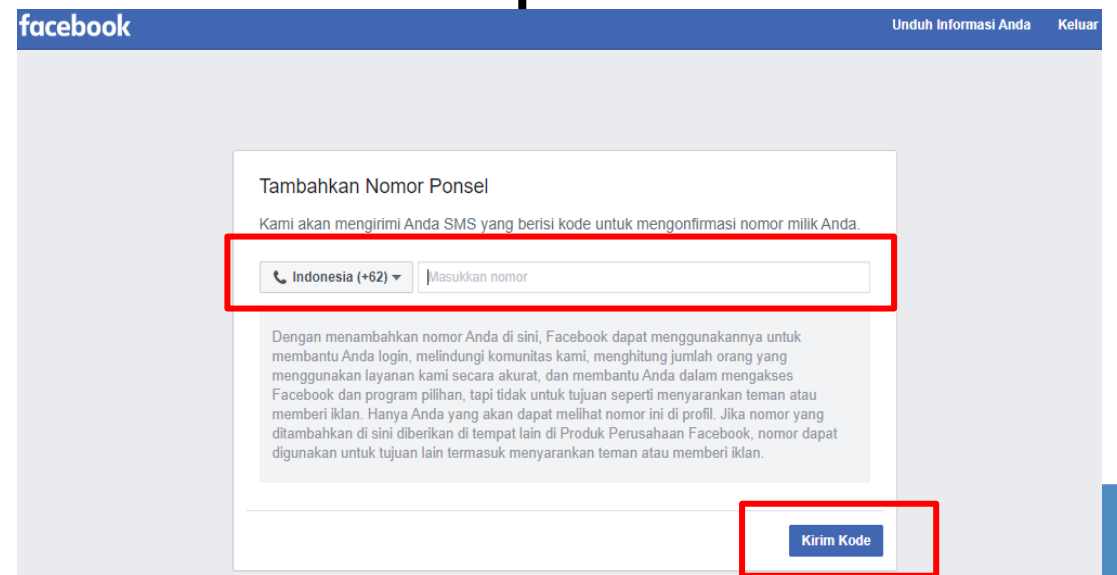 facebook
Unduh Informasi Anda Keluar
Tambahkan Nomor Ponsel
Kami akan mengirimi Anda SMS yang berisi kode untuk mengonfirmasi nomor milik Anda.
Indonesia (+62) Masukkan nomor
Dengan menambahkan nomor Anda di sini, Facebook dapat menggunakannya untuk
membantu Anda login, melindungi komunitas kami, menghitung jumlah orang yang
menggunakan layanan kami secara akurat, dan membantu Anda dalam mengakses
Facebook dan program pilihan, tapi tidak untuk tujuan seperti menyarankan teman atau
memberi iklan. Hanya Anda yang akan dapat melihat nomor ini di profil. Jika nomor yang
ditambahkan di sini diberikan di tempat lain di Produk Perusahaan Facebook, nomor dapat
digunakan untuk tujuan lain termasuk menyarankan teman atau memberi iklan.
Kirim Kode